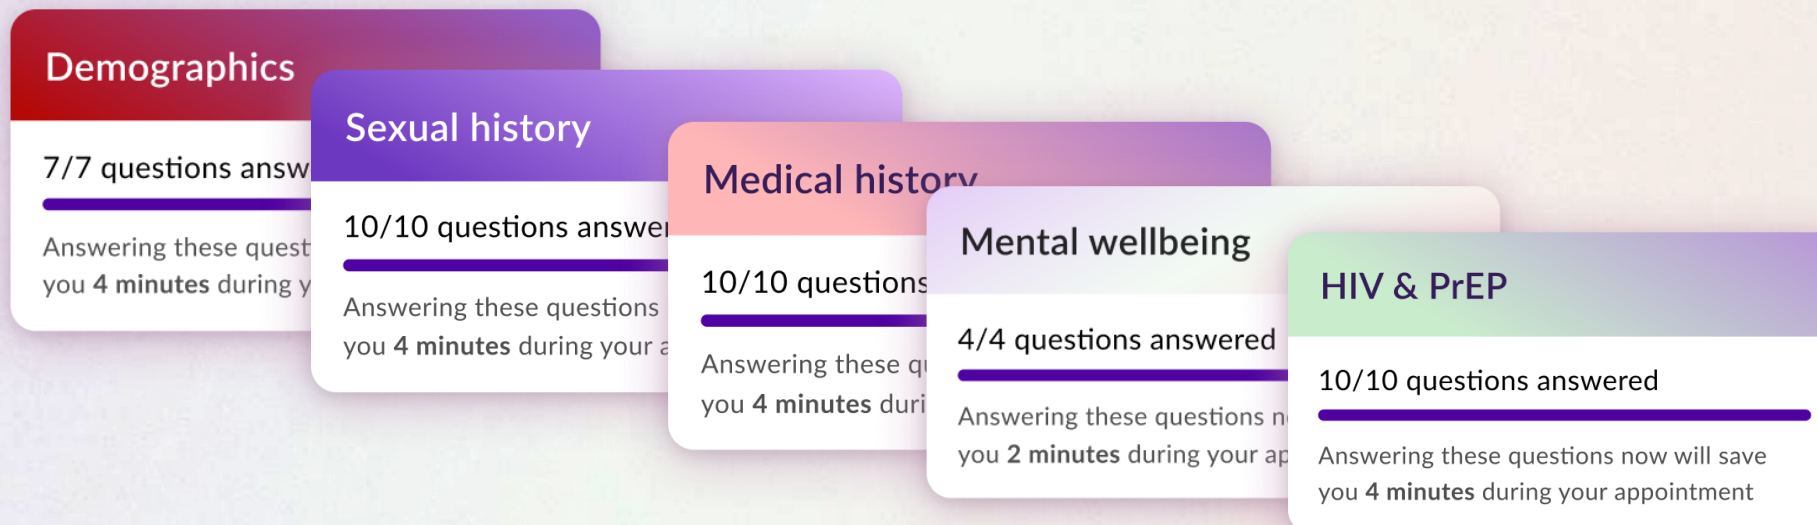 Demographics
7/7 questions
Answering these
you 4 minutes during
Sexual history
10/10 questions
Answering these questions
you 4 minutes during your
Medical history
10/10 questions
Answering these
you 4 minutes
Mental wellbeing
4/4 questions answered
Answering these questions
you 2 minutes during your
HIV & PrEP
10/10 questions answered
Answering these questions now will save
you 4 minutes during your appointment